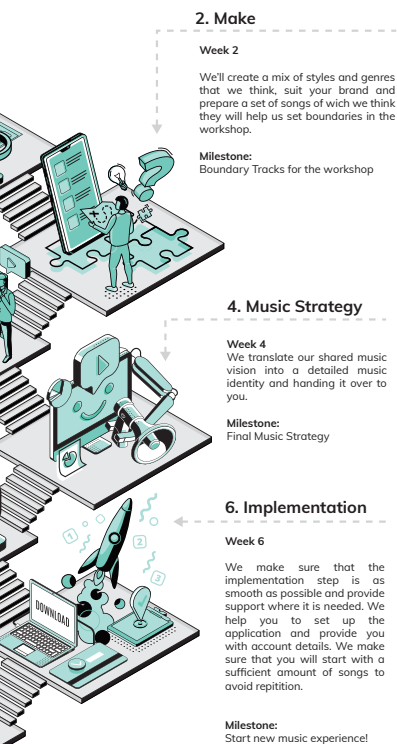 2. Make
Week 2
We'll create a mix of styles and genres
that we think, suit your brand and
prepare a set of songs of wich we think
they will help us set boundaries in the
workshop.
Milestone:
Boundary Tracks for the workshop
4. Music Strategy
Week 4
We translate our shared music
vision into a detailed music
identity and handing it over to
you.
Milestone:
Final Music Strategy
6. Implementation
Week 6
We make sure that the
implementation step is as
smooth as possible and provide
support where it is needed. We
help you to set up the
application and provide you
with account details. We make
sure that you will start with a
sufficient amount of songs to
avoid repitition.
Milestone:
Start new music experience!
1
2
3
DOWNLOAD